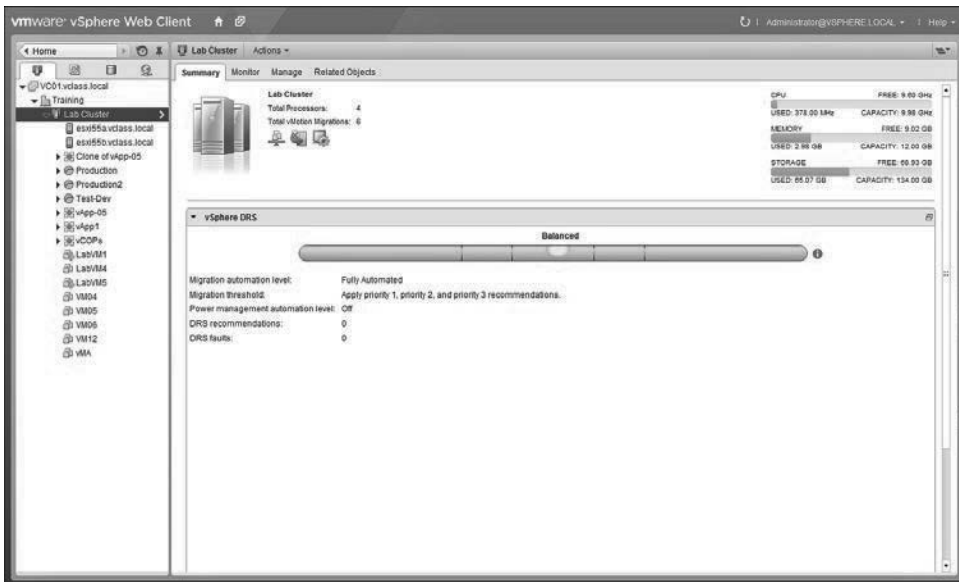 vmware® vSphere Web Client
Administrator@VSPHERE.LOCAL
Help
Home
Lab Cluster
Actions
Summary
Monitor
Manage
Related Objects
VC01.vclass.local
Training
Lab Cluster
esxi55a.vclass.local
esxi55b.vclass.local
Clone of vApp-05
Production
Production2
Test-Dev
vApp-05
vApp1
vCOPs
LabVM1
LabVM4
LabVM5
VM04
VM05
VM06
VM12
vMA
Lab Cluster
Total Processors: 4
Total vMotion Migrations: 6
CPU FREE: 9.60 GHz
USED: 378.00 MHz CAPACITY: 9.98 GHz
MEMORY FREE: 9.02 GB
USED: 2.98 GB CAPACITY: 12.00 GB
STORAGE FREE: 68.93 GB
USED: 65.07 GB CAPACITY: 134.00 GB
vSphere DRS
Balanced
Migration automation level: Fully Automated
Migration threshold: Apply priority 1, priority 2, and priority 3 recommendations.
Power management automation level: Off
DRS recommendations: 0
DRS faults: 0